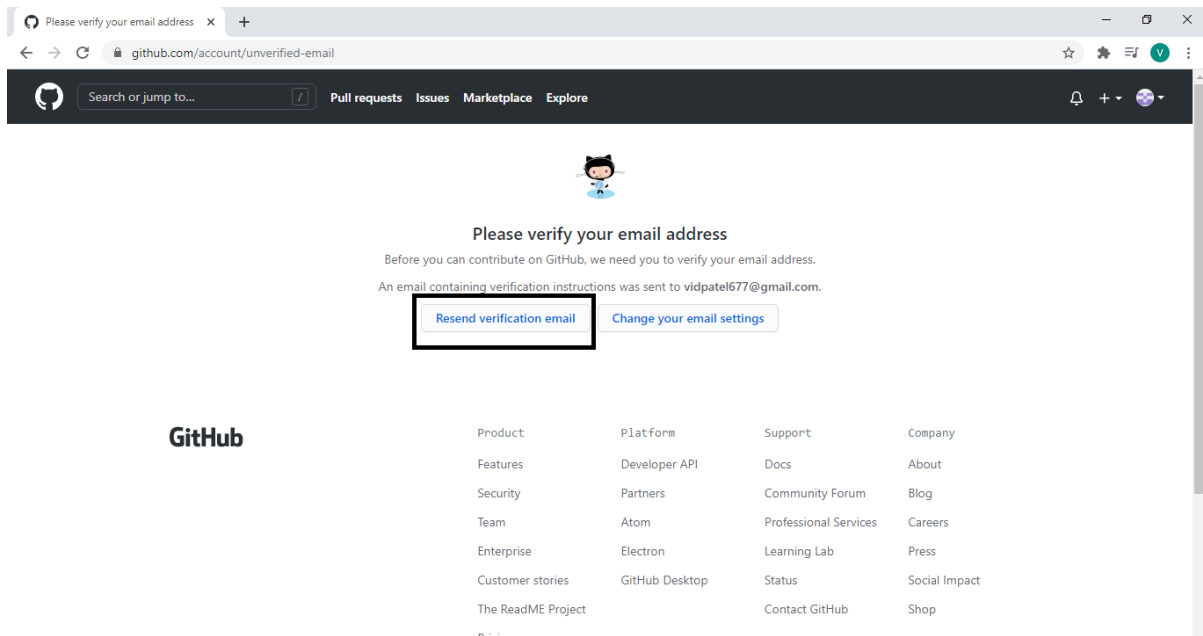 Please verify your email address
github.com/account/unverified-email
V
Search or jump to... /
Pull requests Issues Marketplace Explore
Please verify your email address
Before you can contribute on GitHub, we need you to verify your email address.
An email containing verification instructions was sent to vidpatel677@gmail.com.
Resend verification email Change your email settings
GitHub
Product Platform Support Company
Features Developer API Docs About
Security Partners Community Forum Blog
Team Atom Professional Services Careers
Enterprise Electron Learning Lab Press
Customer stories GitHub Desktop Status Social Impact
The ReadME Project Contact GitHub Shop